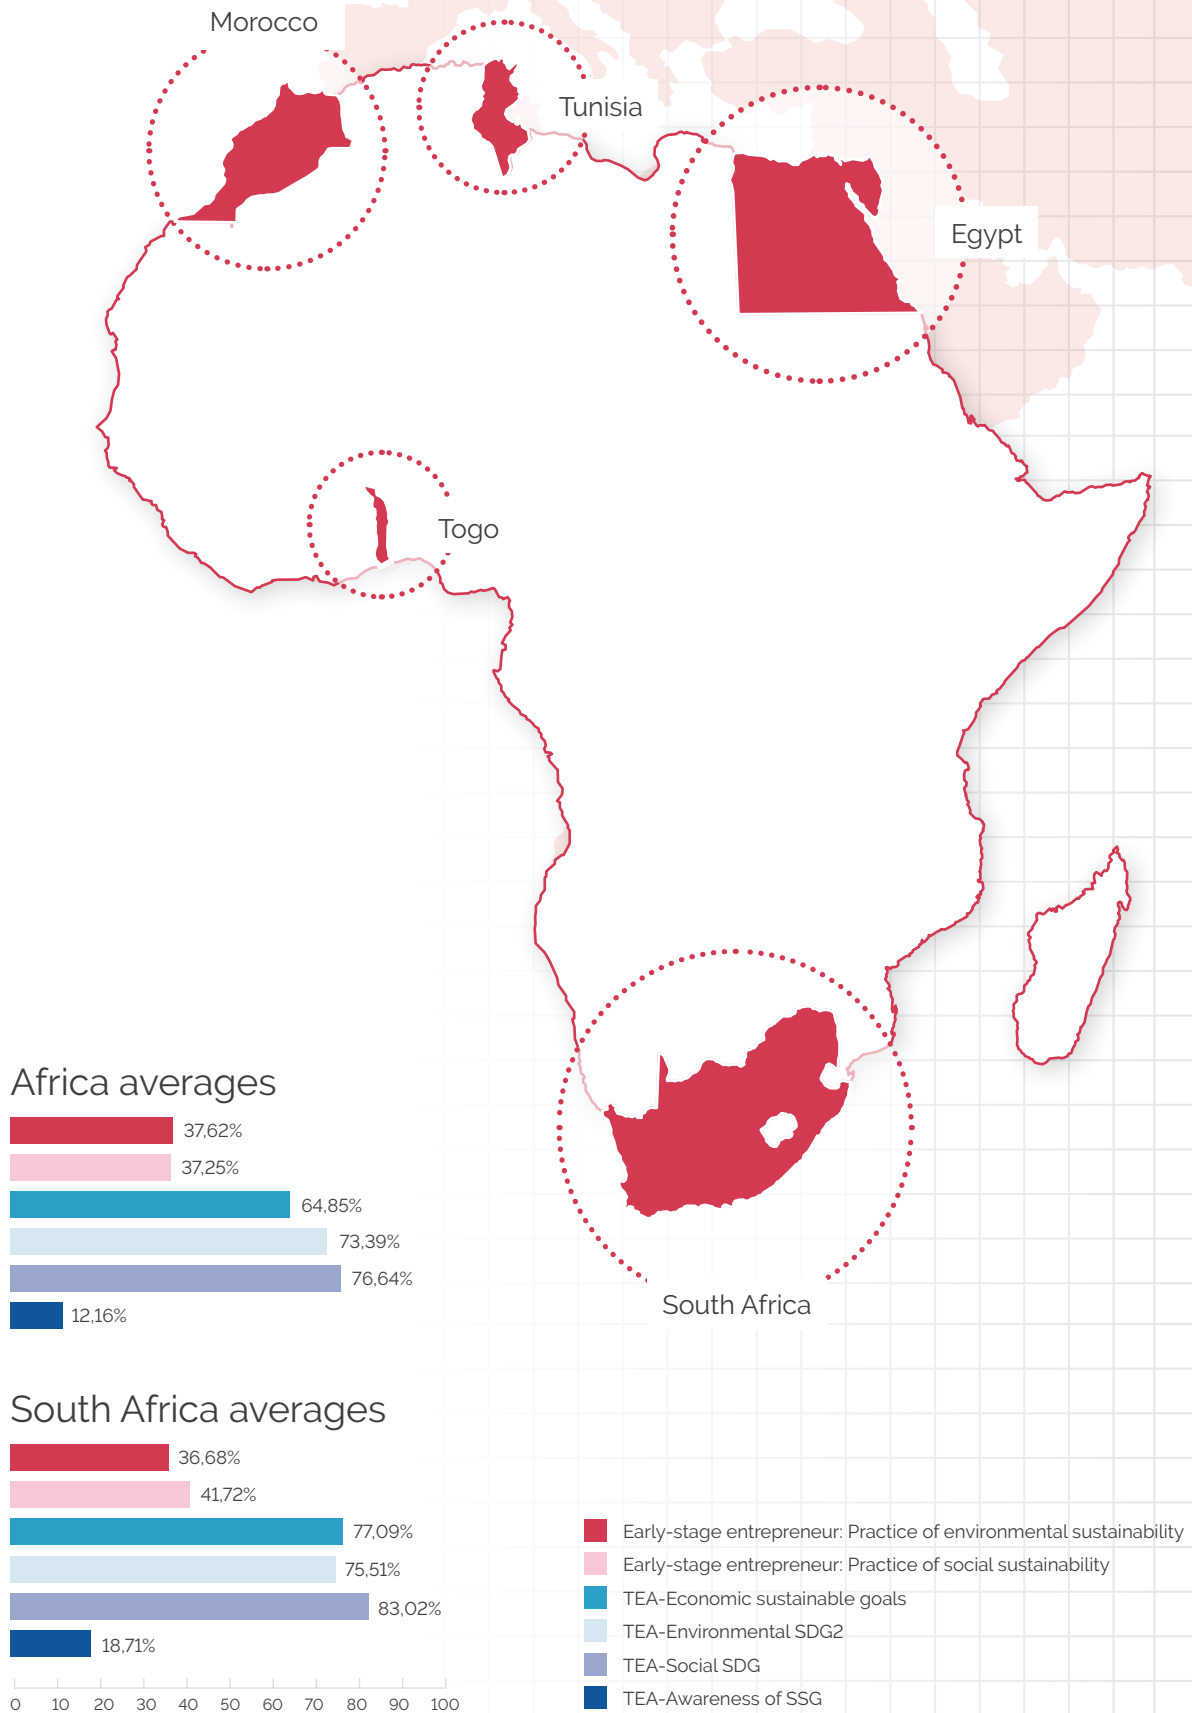 Morocco
Tunisia
Egypt
Togo
South Africa
Africa averages
37,62%
37,25%
64,85%
73,39%
76,64%
12,16%
South Africa averages
36,68%
41,72%
77,09%
75,51%
83,02%
18,71%
0 10 20 30 40 50 60 70 80 90 100
Early-stage entrepreneur: Practice of environmental sustainability
Early-stage entrepreneur: Practice of social sustainability
TEA-Economic sustainable goals
TEA-Environmental SDG2
TEA-Social SDG
TEA-Awareness of SSG